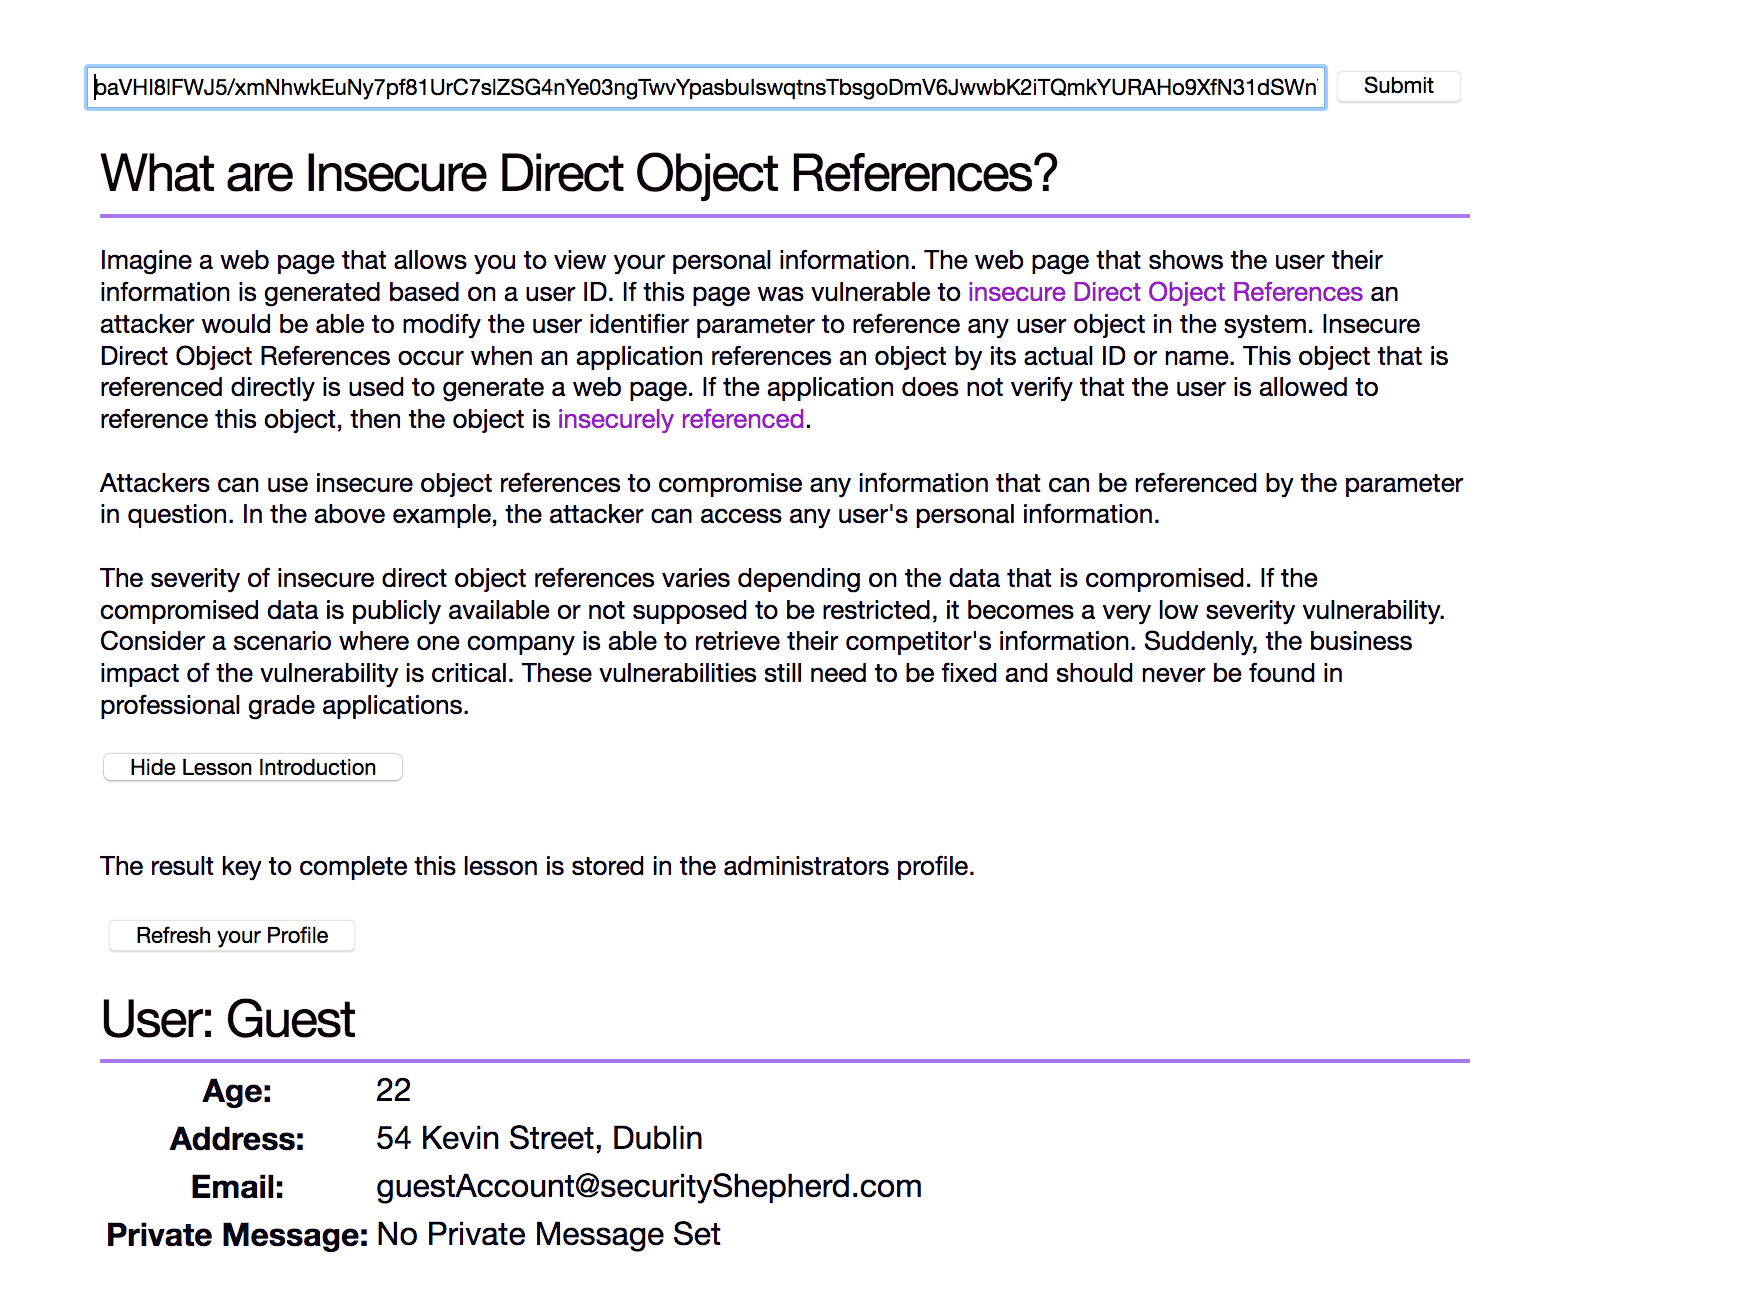 baVHI8IFWJ5/xmNhwkEuNy7pf81UrC7sIZSG4nYe03ngTwvYpasbuIswqtnsTbsgoDmV6JwwbK2iTQmkYURAHo9XfN31dSWn
Submit
What are Insecure Direct Object References?
Imagine a web page that allows you to view your personal information. The web page that shows the user their
information is generated based on a user ID. If this page was vulnerable to insecure Direct Object References an
attacker would be able to modify the user identifier parameter to reference any user object in the system. Insecure
Direct Object References occur when an application references an object by its actual ID or name. This object that is
referenced directly is used to generate a web page. If the application does not verify that the user is allowed to
reference this object, then the object is insecurely referenced.
Attackers can use insecure object references to compromise any information that can be referenced by the parameter
in question. In the above example, the attacker can access any user's personal information.
The severity of insecure direct object references varies depending on the data that is compromised. If the
compromised data is publicly available or not supposed to be restricted, it becomes a very low severity vulnerability.
Consider a scenario where one company is able to retrieve their competitor's information. Suddenly, the business
impact of the vulnerability is critical. These vulnerabilities still need to be fixed and should never be found in
professional grade applications.
Hide Lesson Introduction
The result key to complete this lesson is stored in the administrators profile.
Refresh your Profile
User: Guest
Age: 22
Address: 54 Kevin Street, Dublin
Email: guestAccount@securityShepherd.com
Private Message: No Private Message Set